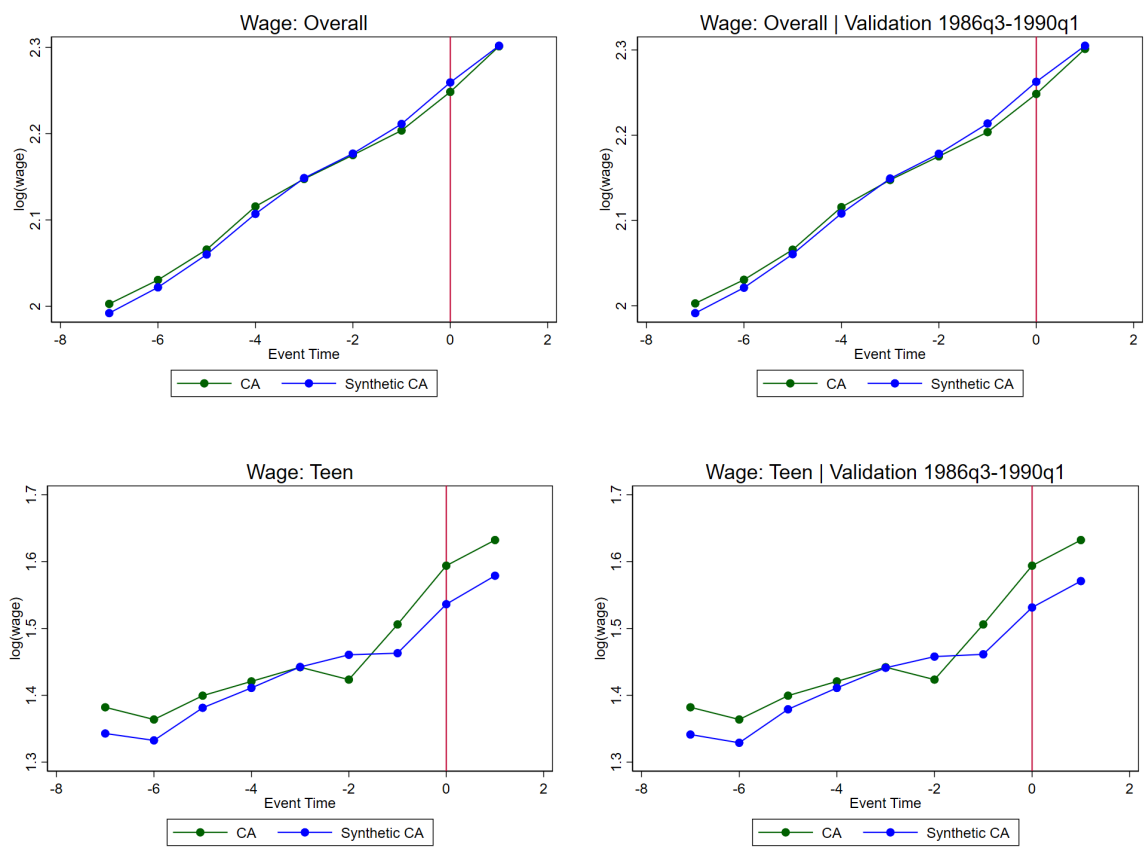 Wage: Overall
2.3
2.2
2.1
2
log(wage)
-8 -6 -4 -2 0 2
Event Time
CA Synthetic CA
Wage: Overall | Validation 1986q3-1990q1
2.3
2.2
2.1
2
log(wage)
-8 -6 -4 -2 0 2
Event Time
CA Synthetic CA
Wage: Teen
1.7
1.6
1.5
1.4
1.3
log(wage)
-8 -6 -4 -2 0 2
Event Time
CA Synthetic CA
Wage: Teen | Validation 1986q3-1990q1
1.7
1.6
1.5
1.4
1.3
log(wage)
-8 -6 -4 -2 0 2
Event Time
CA Synthetic CA